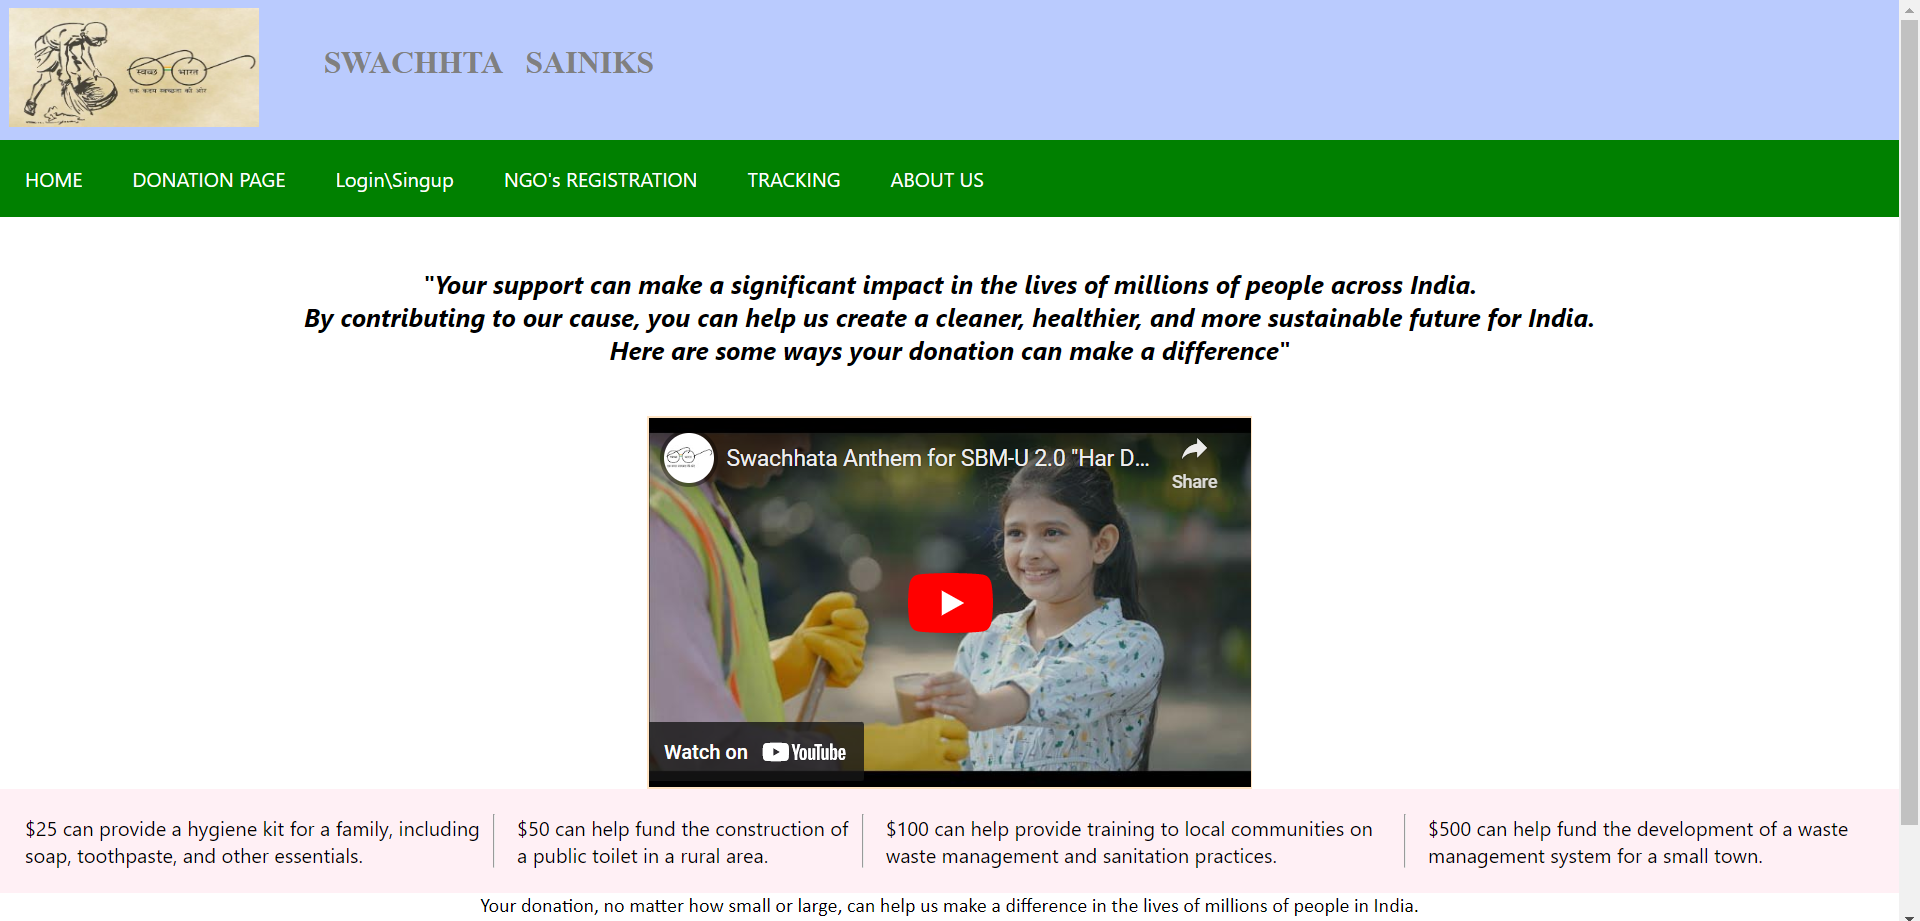 स्वच्छ भारत
एक कदम स्वच्छता की ओर
SWACHHTA SAINIKS
HOME DONATION PAGE Login\Singup NGO's REGISTRATION TRACKING ABOUT US
"Your support can make a significant impact in the lives of millions of people across India.
By contributing to our cause, you can help us create a cleaner, healthier, and more sustainable future for India.
Here are some ways your donation can make a difference"
Swachhata Anthem for SBM-U 2.0 "Har D...
Share
Watch on YouTube
$25 can provide a hygiene kit for a family, including
soap, toothpaste, and other essentials.
$50 can help fund the construction of
a public toilet in a rural area.
$100 can help provide training to local communities on
waste management and sanitation practices.
$500 can help fund the development of a waste
management system for a small town.
Your donation, no matter how small or large, can help us make a difference in the lives of millions of people in India.